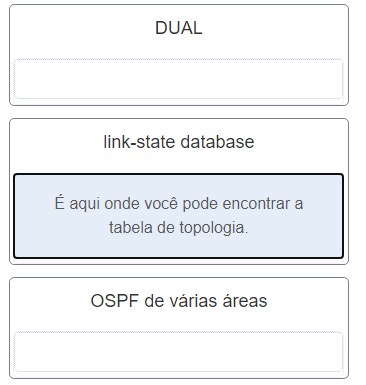 DUAL
link-state database
É aqui onde você pode encontrar a
tabela de topologia.
OSPF de várias áreas